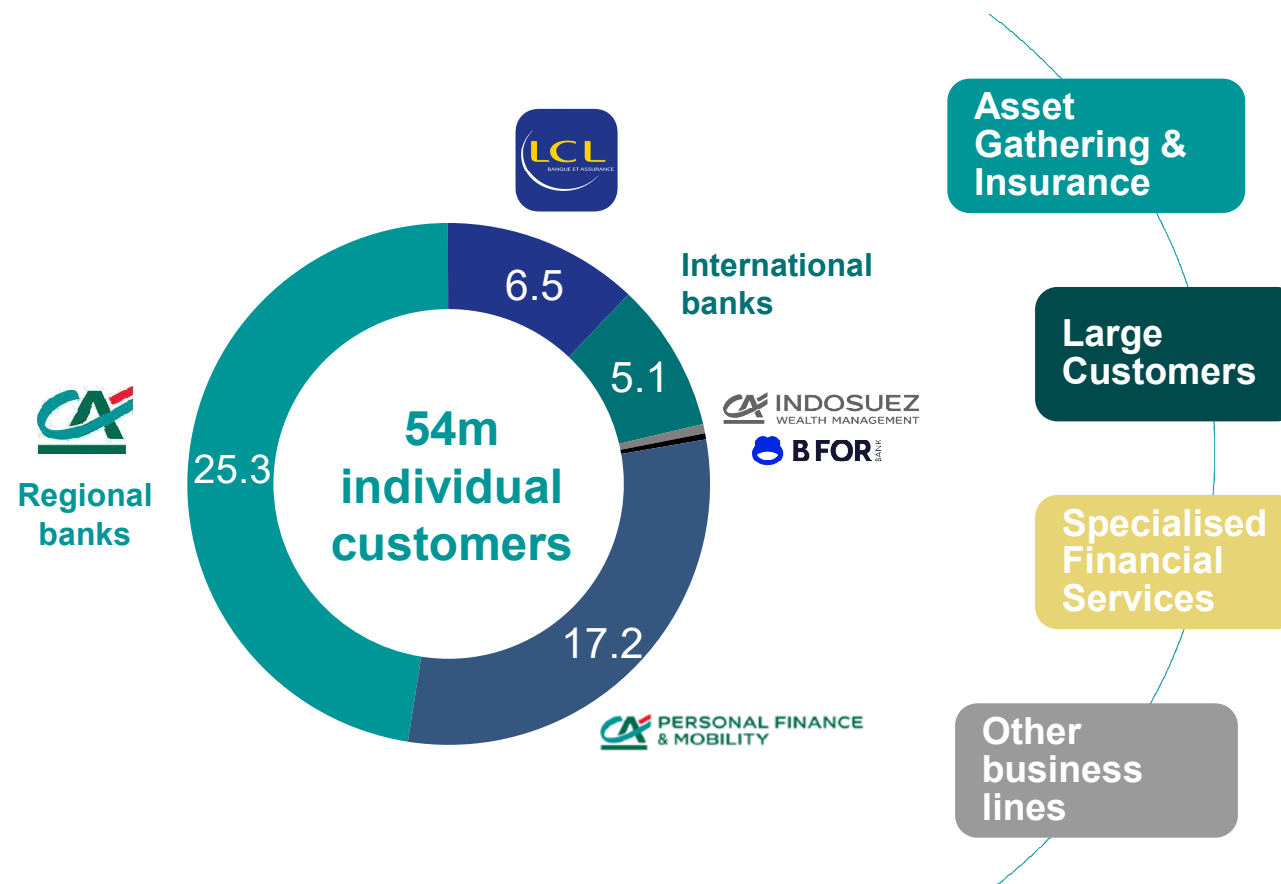 LCL
BANQUE ET ASSURANCE
6.5
International
banks
5.1
INDOSUEZ
WEALTH MANAGEMENT
B FOR BANK
25.3
Regional
banks
54m
individual
customers
17.2
PERSONAL FINANCE
& MOBILITY
Asset
Gathering &
Insurance
Large
Customers
Specialised
Financial
Services
Other
business
lines